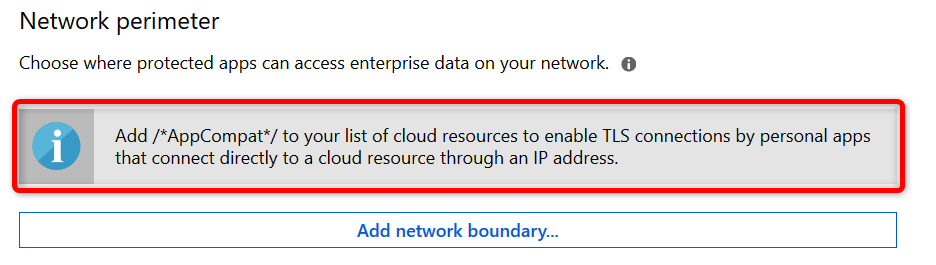 Network perimeter
Choose where protected apps can access enterprise data on your network.
Add /*AppCompat*/ to your list of cloud resources to enable TLS connections by personal apps
that connect directly to a cloud resource through an IP address.
Add network boundary...